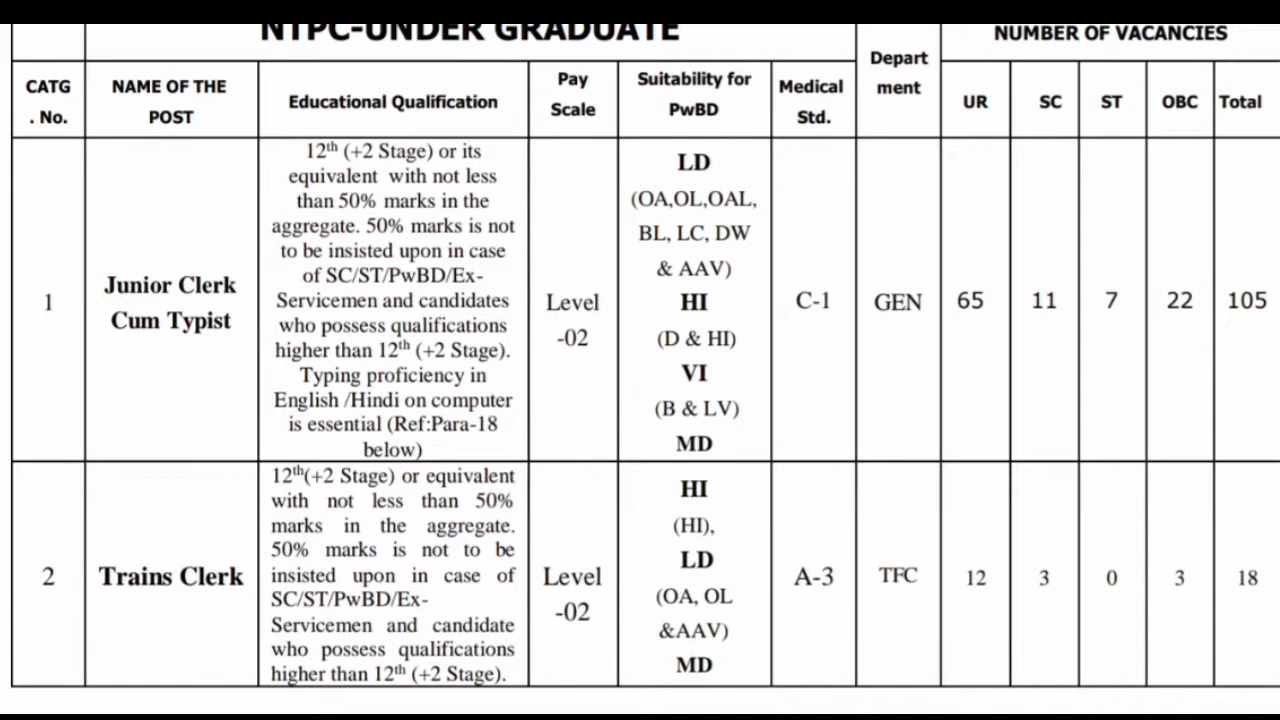 NTPC-UNDER GRADUATE
NUMBER OF VACANCIES
CATG
. No.
NAME OF THE
POST
Educational Qualification
Pay
Scale
Suitability for
PwBD
Medical
Std.
Depart
ment
UR
SC
ST
OBC
Total
1
Junior Clerk
Cum Typist
12th (+2 Stage) or its
equivalent with not less
than 50% marks in the
aggregate. 50% marks is not
to be insisted upon in case
of SC/ST/PwBD/Ex-
Servicemen and candidates
who possess qualifications
higher than 12th (+2 Stage).
Typing proficiency in
English /Hindi on computer
is essential (Ref:Para-18
below)
Level
-02
LD
(OA,OL,OAL,
BL, LC, DW
& AAV)
HI
(D & HI)
VI
(B & LV)
MD
C-1
GEN
65
11
7
22
105
2
Trains Clerk
12th(+2 Stage) or equivalent
with not less than 50%
marks in the aggregate.
50% marks is not to be
insisted upon in case of
SC/ST/PwBD/Ex-
Servicemen and candidate
who possess qualifications
higher than 12th (+2 Stage).
Level
-02
HI
(HI),
LD
(OA, OL
&AAV)
MD
A-3
TFC
12
3
0
3
18